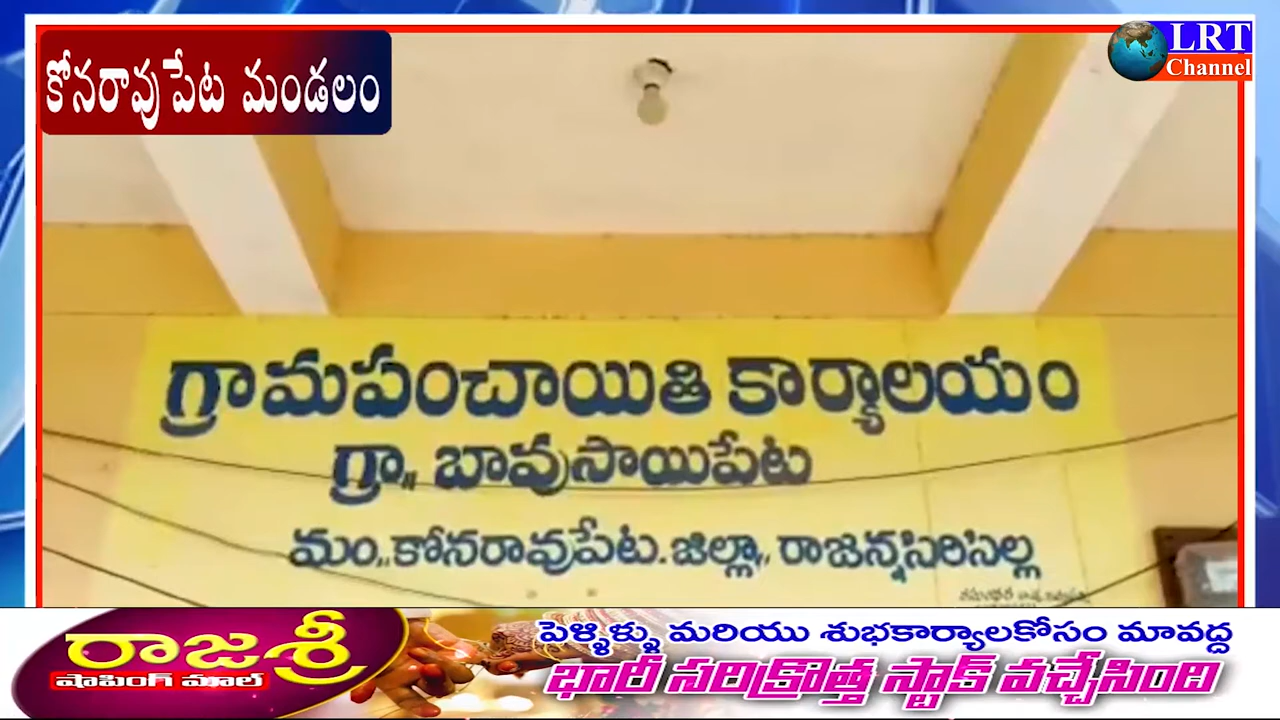 కోనరావుపేట మండలం
LRT
Channel
గ్రామపంచాయితి కార్యాలయం
గ్రా,, బావుసాయిపేట
మం,, కోనరావుపేట. జిల్లా,, రాజన్నసిరిసిల్ల
రాజశ్రీ
షాపింగ్ మాల్
పెళ్ళిళ్ళు మరియు శుభకార్యాలకోసం మావద్ద
భారీ సరిక్రొత్త స్టాక్ వచ్చేసింది